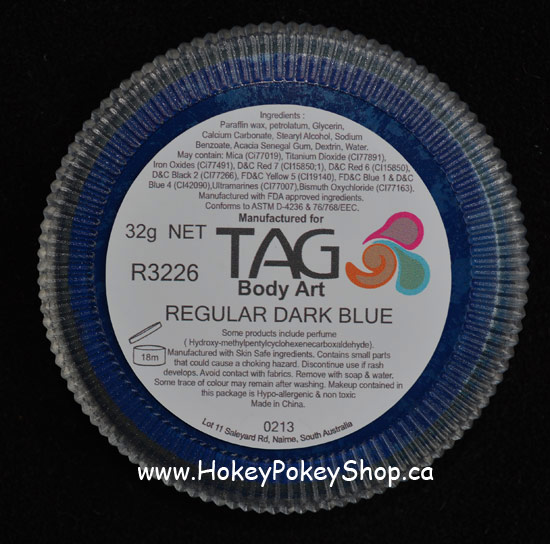 Ingredients :
Paraffin wax, petrolatum, Glycerin,
Calcium Carbonate, Stearyl Alcohol, Sodium
Benzoate, Acacia Senegal Gum, Dextrin, Water.
May contain: Mica (CI77019), Titanium Dioxide (CI77891),
Iron Oxides (CI77491), D&C Red 7 (CI15850;1), D&C Red 6 (CI15850),
D&C Black 2 (CI77266), FD&C Yellow 5 (CI19140), FD&C Blue 1 & D&C
Blue 4 (CI42090),Ultramarines (CI77007),Bismuth Oxychloride (CI77163).
Manufactured with FDA approved ingredients.
Conforms to ASTM D-4236 & 76/768/EEC.
Manufactured for
32g NET
TAG
R3226
Body Art
REGULAR DARK BLUE
Some products include perfume
( Hydroxy-methylpentylcyclohexenecarboxaldehyde).
18m
Manufactured with Skin Safe ingredients. Contains small parts
that could cause a choking hazard. Discontinue use if rash
develops. Avoid contact with fabrics. Remove with soap & water.
Some trace of colour may remain after washing. Makeup contained in
this package is Hypo-allergenic & non toxic
Made in China.
0213
Lot 11 Saleyard Rd, Nairne, South Australia
www.HokeyPokeyShop.ca